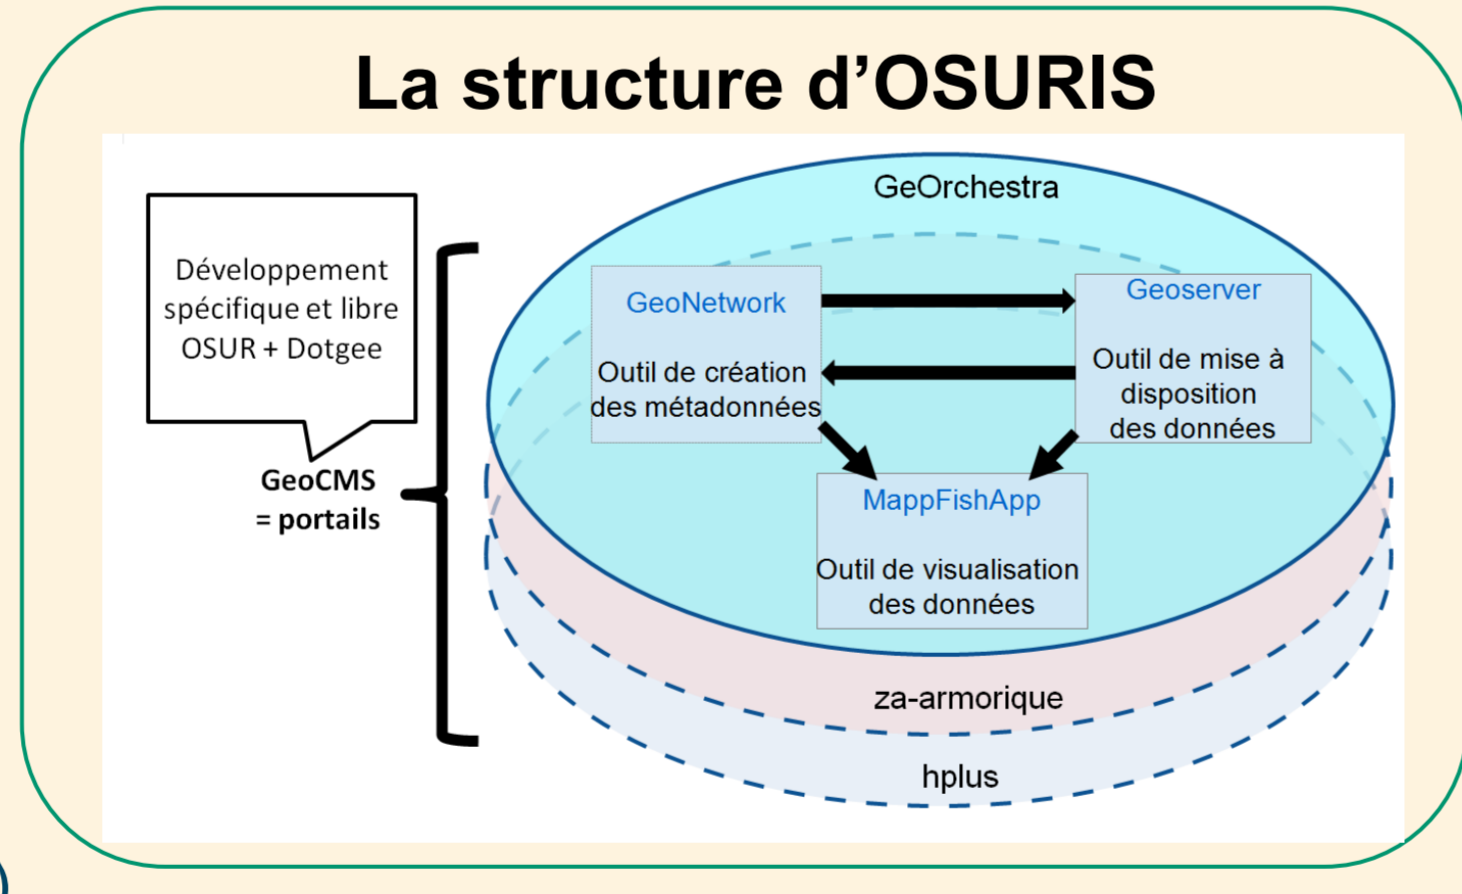 La structure d’OSURIS
GeOrchestra
Développement
spécifique et libre
OSUR + Dotgee
GeoCMS
= portails
GeoNetwork
Outil de création
des métadonnées
Geoserver
Outil de mise à
disposition
des données
MappFishApp
Outil de visualisation
des données
za-armorique
hplus